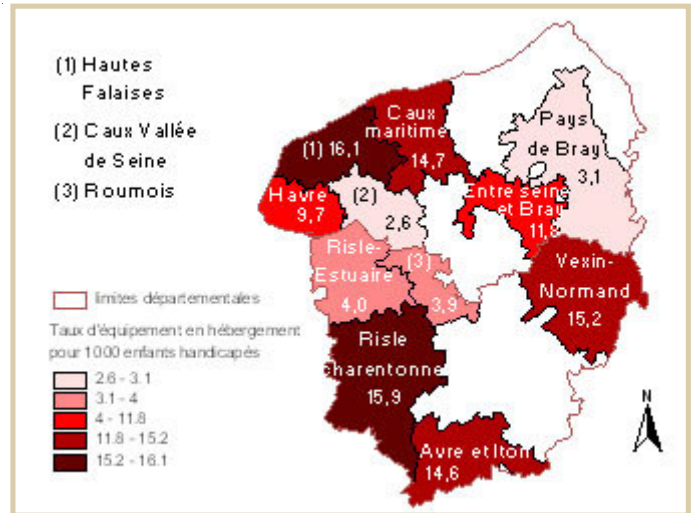 (1) Hautes
Falaises
(2) Caux Vallée
de Seine
(3) Roumois
Caux
maritime
14,7
(1) 16,1
Pays
de Bray
3,1
Havre
9,7
(2)
2,6
Entre seine
et Bray
11,8
Risle-
Estuaire
4,0
(3)
3,9
Vexin-
Normand
15,2
Risle
charentonne
15,9
Avre et Iton
14,6
limites départementales
Taux d'équipement en hébergement
pour 1000 enfants handicapés
2.6 - 3.1
3.1 - 4
4 - 11.8
11.8 - 15.2
15.2 - 16.1
N